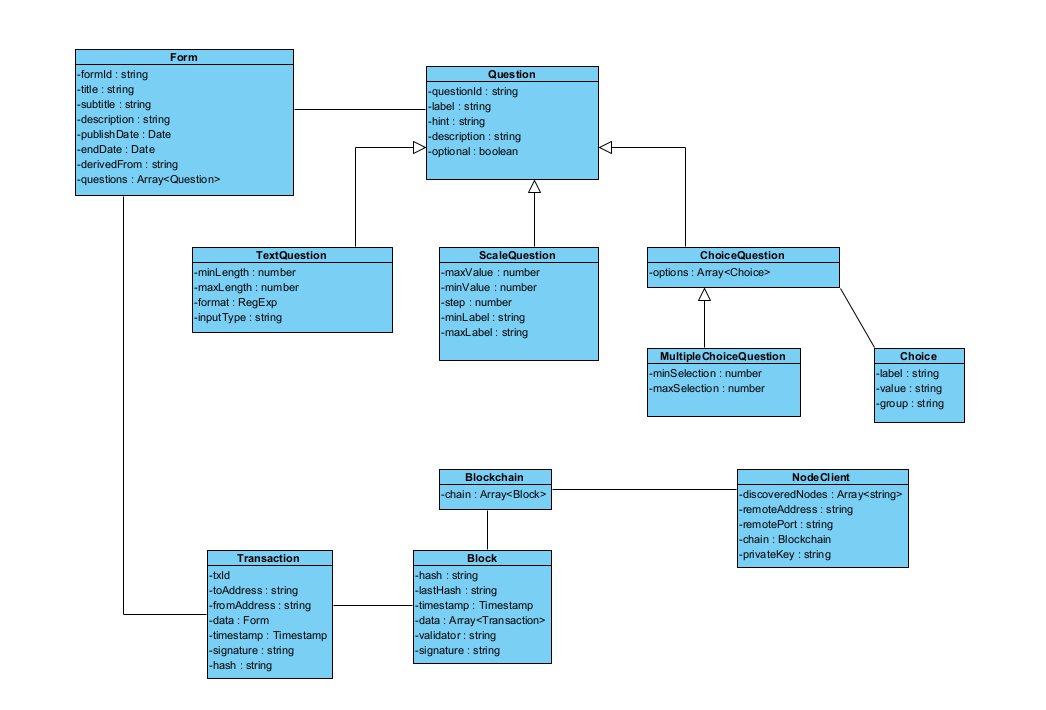 Form
-formId : string
-title : string
-subtitle : string
-description : string
-publishDate : Date
-endDate : Date
-derivedFrom : string
-questions : Array<Question>
Question
-questionId : string
-label : string
-hint : string
-description : string
-optional : boolean
TextQuestion
-minLength : number
-maxLength : number
-format : RegExp
-inputType : string
ScaleQuestion
-maxValue : number
-minValue : number
-step : number
-minLabel : string
-maxLabel : string
ChoiceQuestion
-options : Array<Choice>
MultipleChoiceQuestion
-minSelection : number
-maxSelection : number
Choice
-label : string
-value : string
-group : string
Blockchain
-chain : Array<Block>
NodeClient
-discoveredNodes : Array<string>
-remoteAddress : string
-remotePort : string
-chain : Blockchain
-privateKey : string
Transaction
-txId
-toAddress : string
-fromAddress : string
-data : Form
-timestamp : Timestamp
-signature : string
-hash : string
Block
-hash : string
-lastHash : string
-timestamp : Timestamp
-data : Array<Transaction>
-validator : string
-signature : string